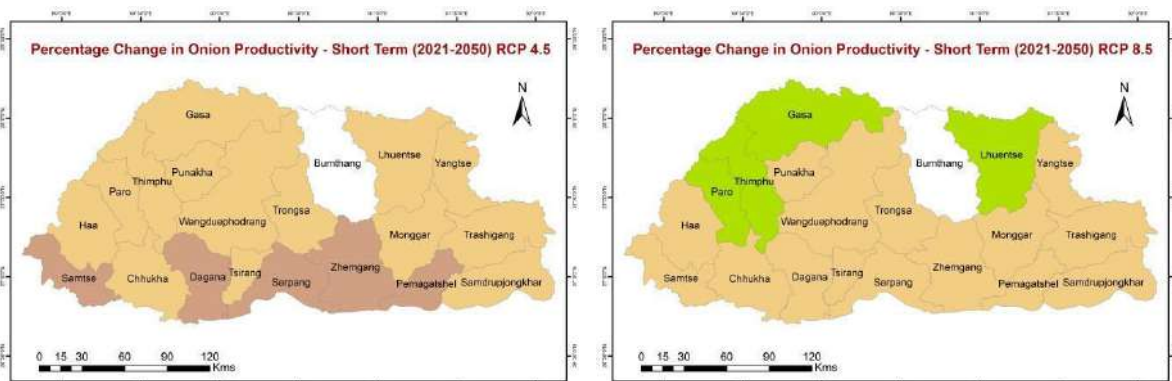 Percentage Change in Onion Productivity - Short Term (2021-2050) RCP 4.5
N
Gasa
Bumthang
Lhuentse
Yangtse
Punakha
Thimphu
Paro
Haa
Wangduephodrang
Trongsa
Monggar
Trashigang
Samtse
Chhukha
Dagana
Tsirang
Sarpang
Zhemgang
Pemagatshel
Samdrupjongkhar
0 15 30 60 90 120
Kms
Percentage Change in Onion Productivity - Short Term (2021-2050) RCP 8.5
N
Gasa
Bumthang
Lhuentse
Yangtse
Punakha
Thimphu
Paro
Haa
Wangduephodrang
Trongsa
Monggar
Trashigang
Samtse
Chhukha
Dagana
Tsirang
Sarpang
Zhemgang
Pemagatshel
Samdrupjongkhar
0 15 30 60 90 120
Kms